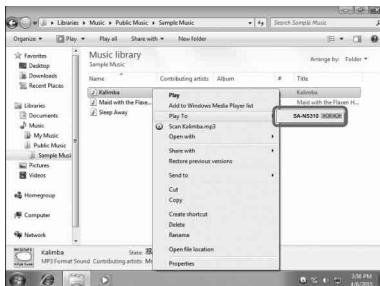 Libraries ▸ Music ▸ Public Music ▸ Sample Music
Search Sample Music
Organize ▾ Play ▾ Play all Share with ▾ New folder
Favorites
Desktop
Downloads
Recent Places
Libraries
Documents
Music
My Music
Public Music
Sample Musi
Pictures
Videos
Homegroup
Computer
Network
Music library
Sample Music
Arrange by: Folder ▾
Name Contributing artists Album # Title
Kalimba
Maid with the Flaxe...
Sleep Away
Kalimba
Maid with the Flaxen H...
Play
Add to Windows Media Player list
Play To
Scan Kalimba.mp3
Open with
Share with
Restore previous versions
Send to
Cut
Copy
Create shortcut
Delete
Rename
Open file location
Properties
SA-NS310
Kalimba
State:
MP3 Format Sound Contributing artists: M
3:56 PM